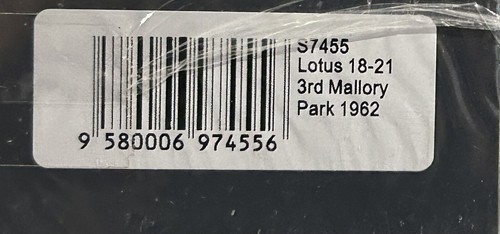 S7455
Lotus 18-21
3rd Mallory
Park 1962
9 580006 974556